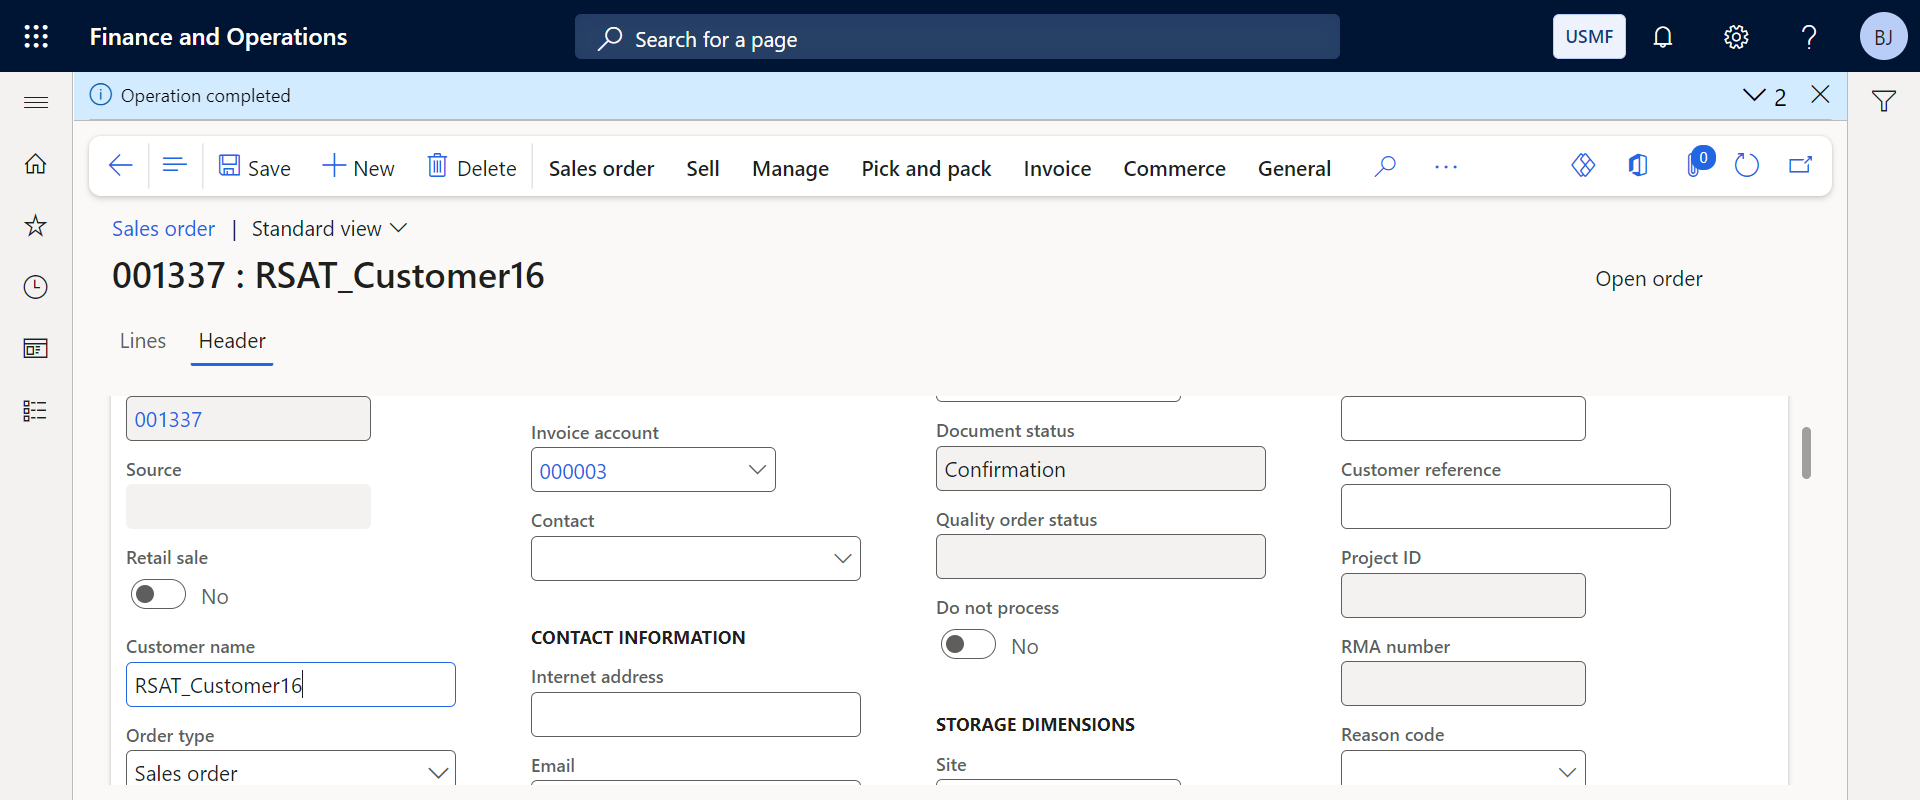 Finance and Operations
Search for a page
USMF
BJ
Operation completed
2
Save
New
Delete
Sales order
Sell
Manage
Pick and pack
Invoice
Commerce
General
0
Sales order | Standard view
001337 : RSAT_Customer16
Open order
Lines
Header
001337
Source
Retail sale
No
Customer name
RSAT_Customer16
Order type
Sales order
Invoice account
000003
Contact
CONTACT INFORMATION
Internet address
Email
Document status
Confirmation
Quality order status
Do not process
No
STORAGE DIMENSIONS
Site
Customer reference
Project ID
RMA number
Reason code